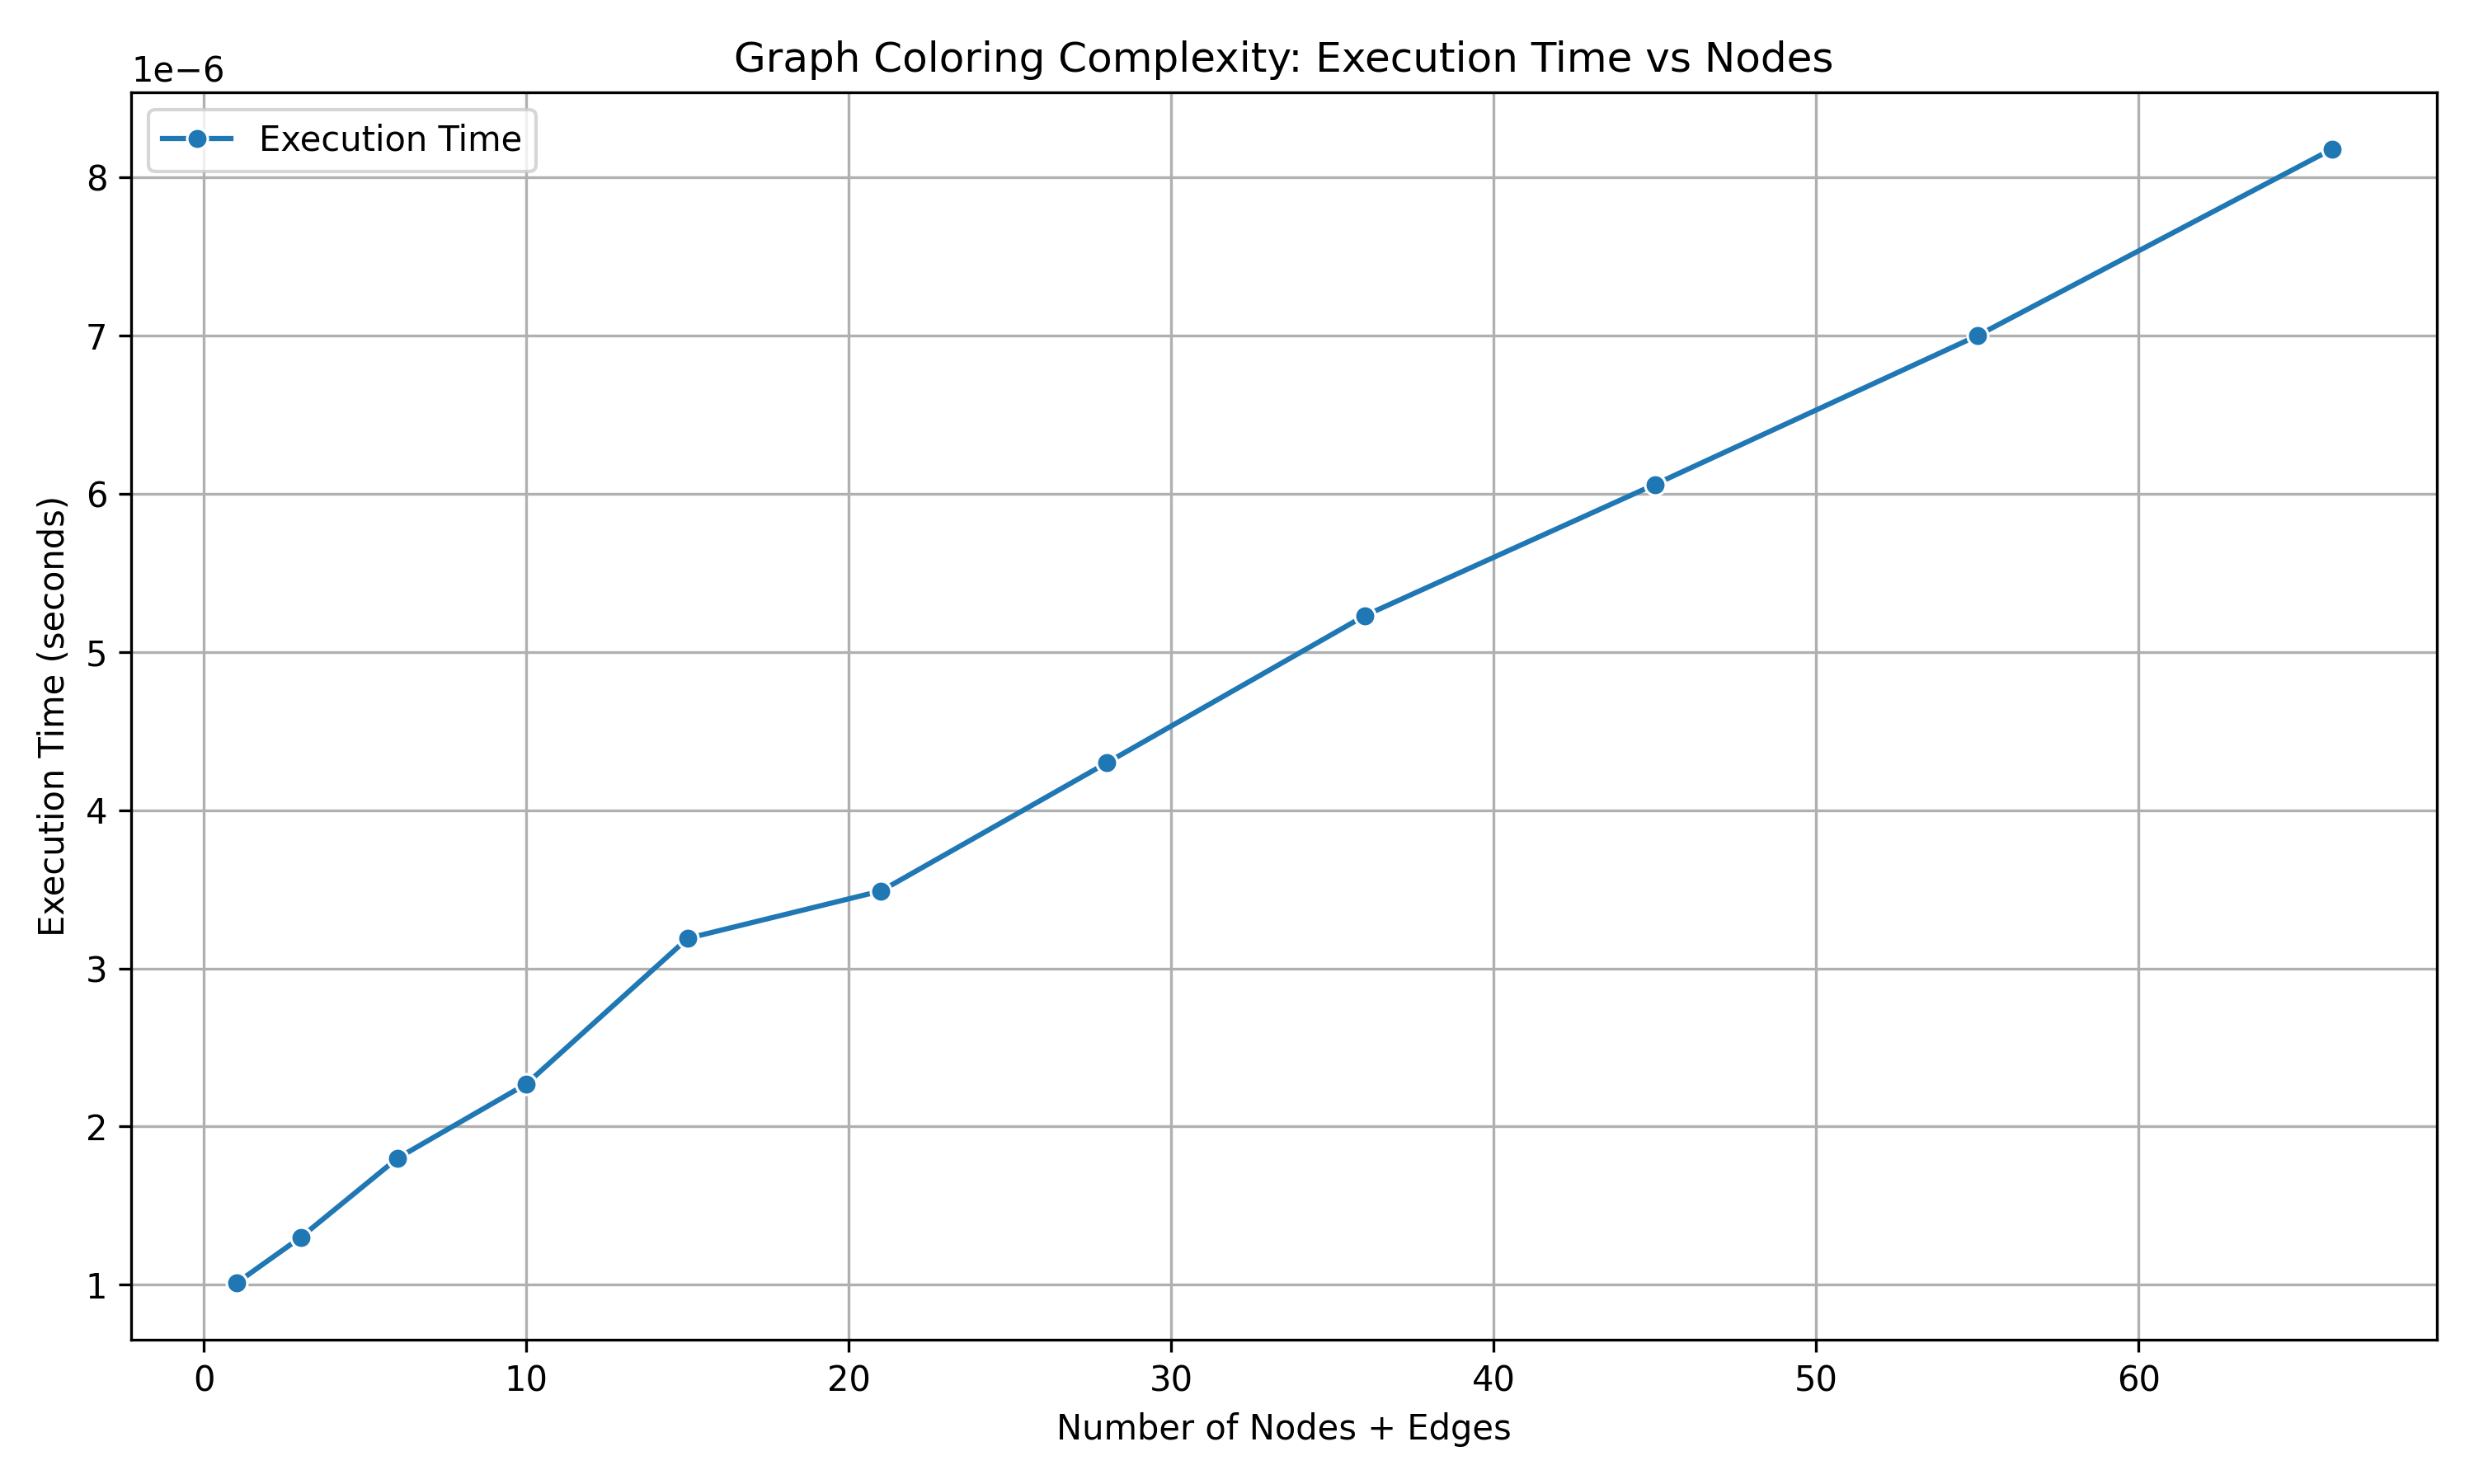 Graph Coloring Complexity: Execution Time vs Nodes
1e−6
Execution Time
8
7
6
5
4
3
2
1
Execution Time (seconds)
0 10 20 30 40 50 60
Number of Nodes + Edges